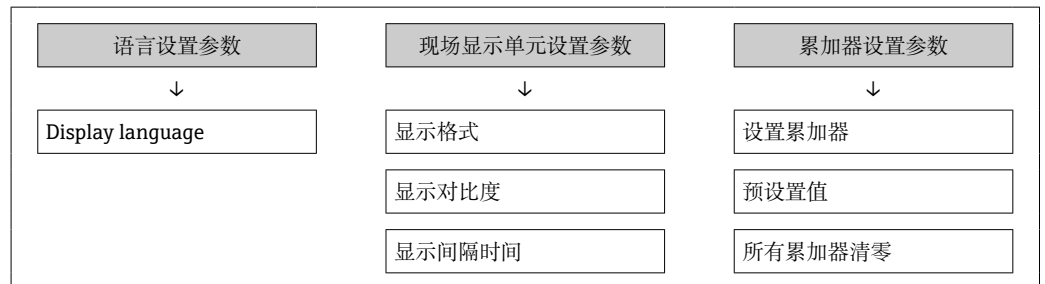 语言设置参数
↓
Display language
现场显示单元设置参数
↓
显示格式
显示对比度
显示间隔时间
累加器设置参数
↓
设置累加器
预设置值
所有累加器清零